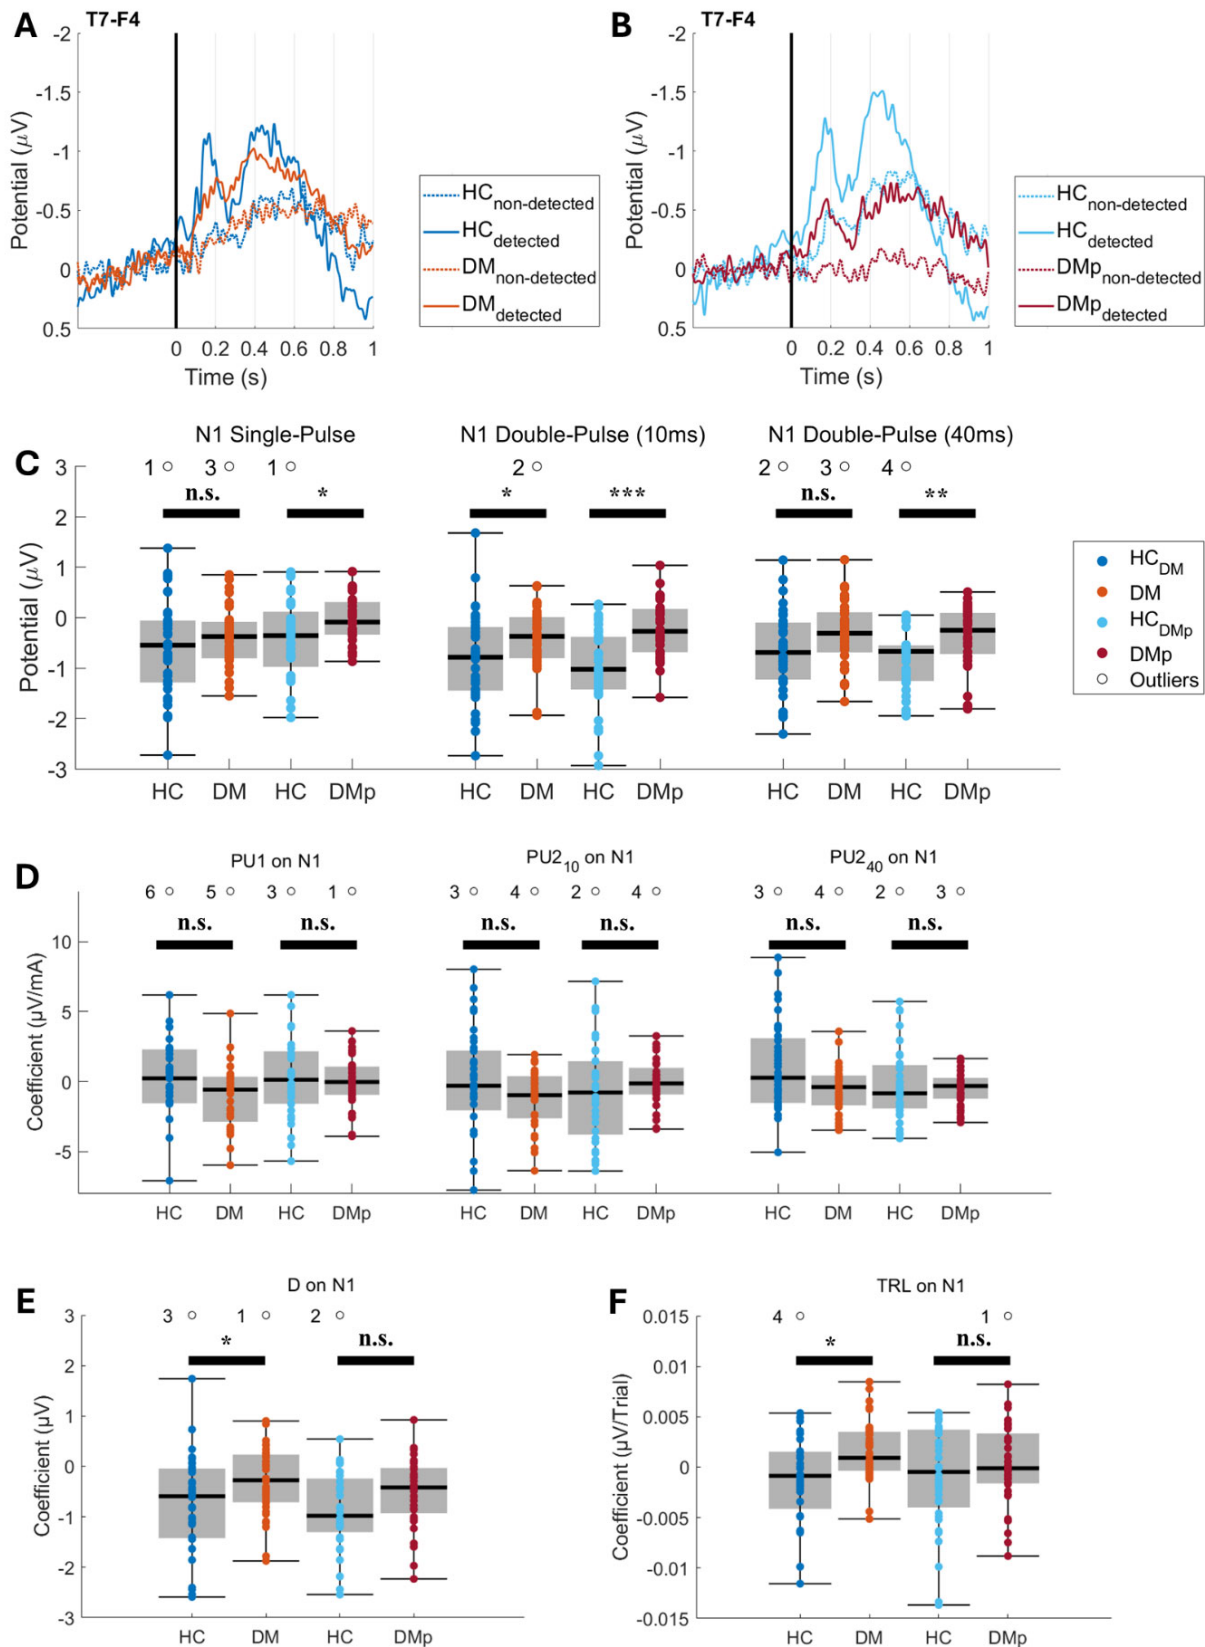 A
T7-F4
-2
-1.5
-1
-0.5
0
0.5
Potential (μV)
0 0.2 0.4 0.6 0.8 1
Time (s)
HCnon-detected
HCdetected
DMnon-detected
DMdetected
B
T7-F4
-2
-1.5
-1
-0.5
0
0.5
Potential (μV)
0 0.2 0.4 0.6 0.8 1
Time (s)
HCnon-detected
HCdetected
DMpnon-detected
DMpdetected
C
N1 Single-Pulse N1 Double-Pulse (10ms) N1 Double-Pulse (40ms)
1 3 1 2 2 3 4
n.s. * * *** n.s. **
3
2
1
0
-1
-2
-3
Potential (μV)
HC DM HC DMp HC DM HC DMp HC DM HC DMp
HCDM
DM
HCDMp
DMp
Outliers
D
PU1 on N1 PU210 on N1 PU240 on N1
6 5 3 1 3 4 2 4 3 4 2 3
n.s. n.s. n.s. n.s. n.s. n.s.
10
5
0
-5
Coefficient (μV/mA)
HC DM HC DMp HC DM HC DMp HC DM HC DMp
E
D on N1
3 1 2
* n.s.
3
2
1
0
-1
-2
-3
Coefficient (μV)
HC DM HC DMp
F
TRL on N1
4 1
* n.s.
0.015
0.01
0.005
0
-0.005
-0.01
-0.015
Coefficient (μV/Trial)
HC DM HC DMp